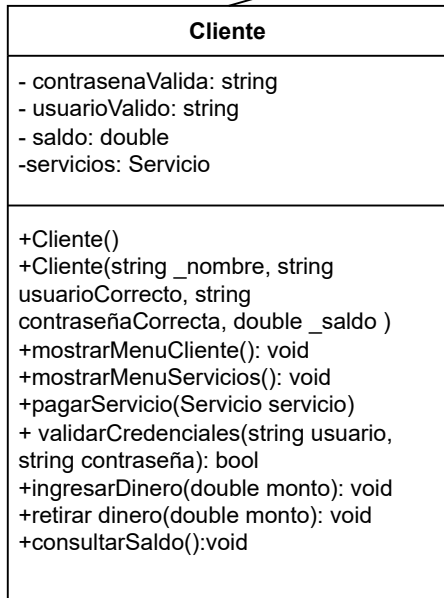 Cliente
- contrasenaValida: string
- usuarioValido: string
- saldo: double
-servicios: Servicio
+Cliente()
+Cliente(string _nombre, string
usuarioCorrecto, string
contraseñaCorrecta, double _saldo )
+mostrarMenuCliente(): void
+mostrarMenuServicios(): void
+pagarServicio(Servicio servicio)
+ validarCredenciales(string usuario,
string contraseña): bool
+ingresarDinero(double monto): void
+retirar dinero(double monto): void
+consultarSaldo():void